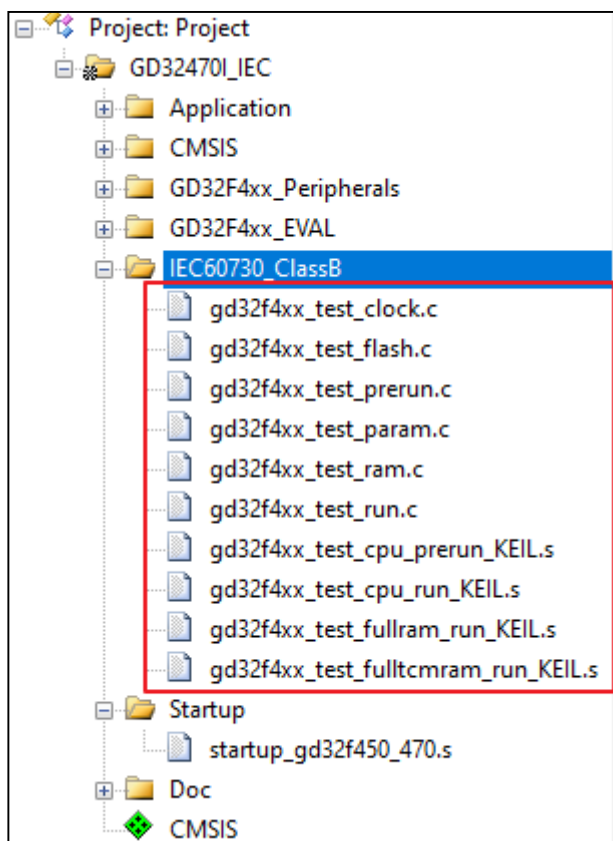 Project: Project
GD32470I_IEC
Application
CMSIS
GD32F4xx_Peripherals
GD32F4xx_EVAL
IEC60730_ClassB
gd32f4xx_test_clock.c
gd32f4xx_test_flash.c
gd32f4xx_test_prerun.c
gd32f4xx_test_param.c
gd32f4xx_test_ram.c
gd32f4xx_test_run.c
gd32f4xx_test_cpu_prerun_KEIL.s
gd32f4xx_test_cpu_run_KEIL.s
gd32f4xx_test_fullram_run_KEIL.s
gd32f4xx_test_fulltcmram_run_KEIL.s
Startup
startup_gd32f450_470.s
Doc
CMSIS